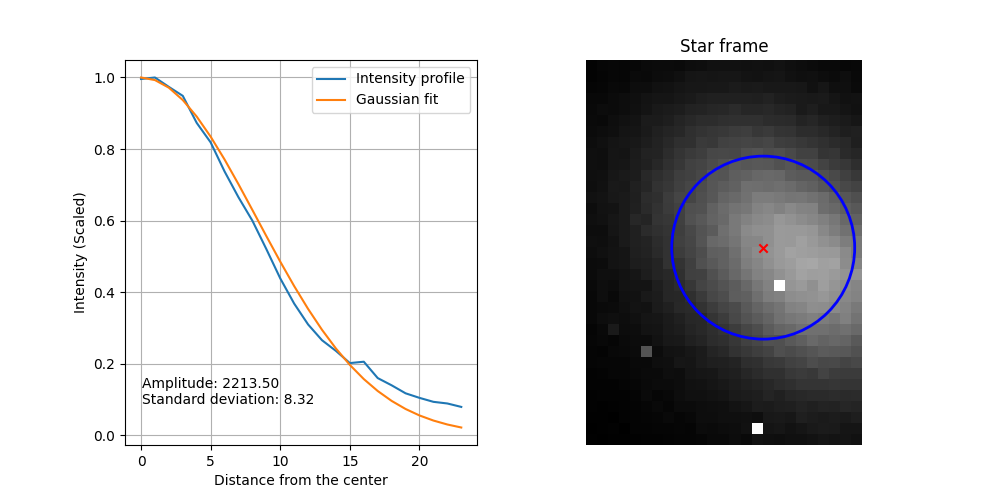 Star frame
Intensity profile
Gaussian fit
1.0
0.8
0.6
0.4
0.2
0.0
Intensity (Scaled)
Amplitude: 2213.50
Standard deviation: 8.32
0 5 10 15 20
Distance from the center